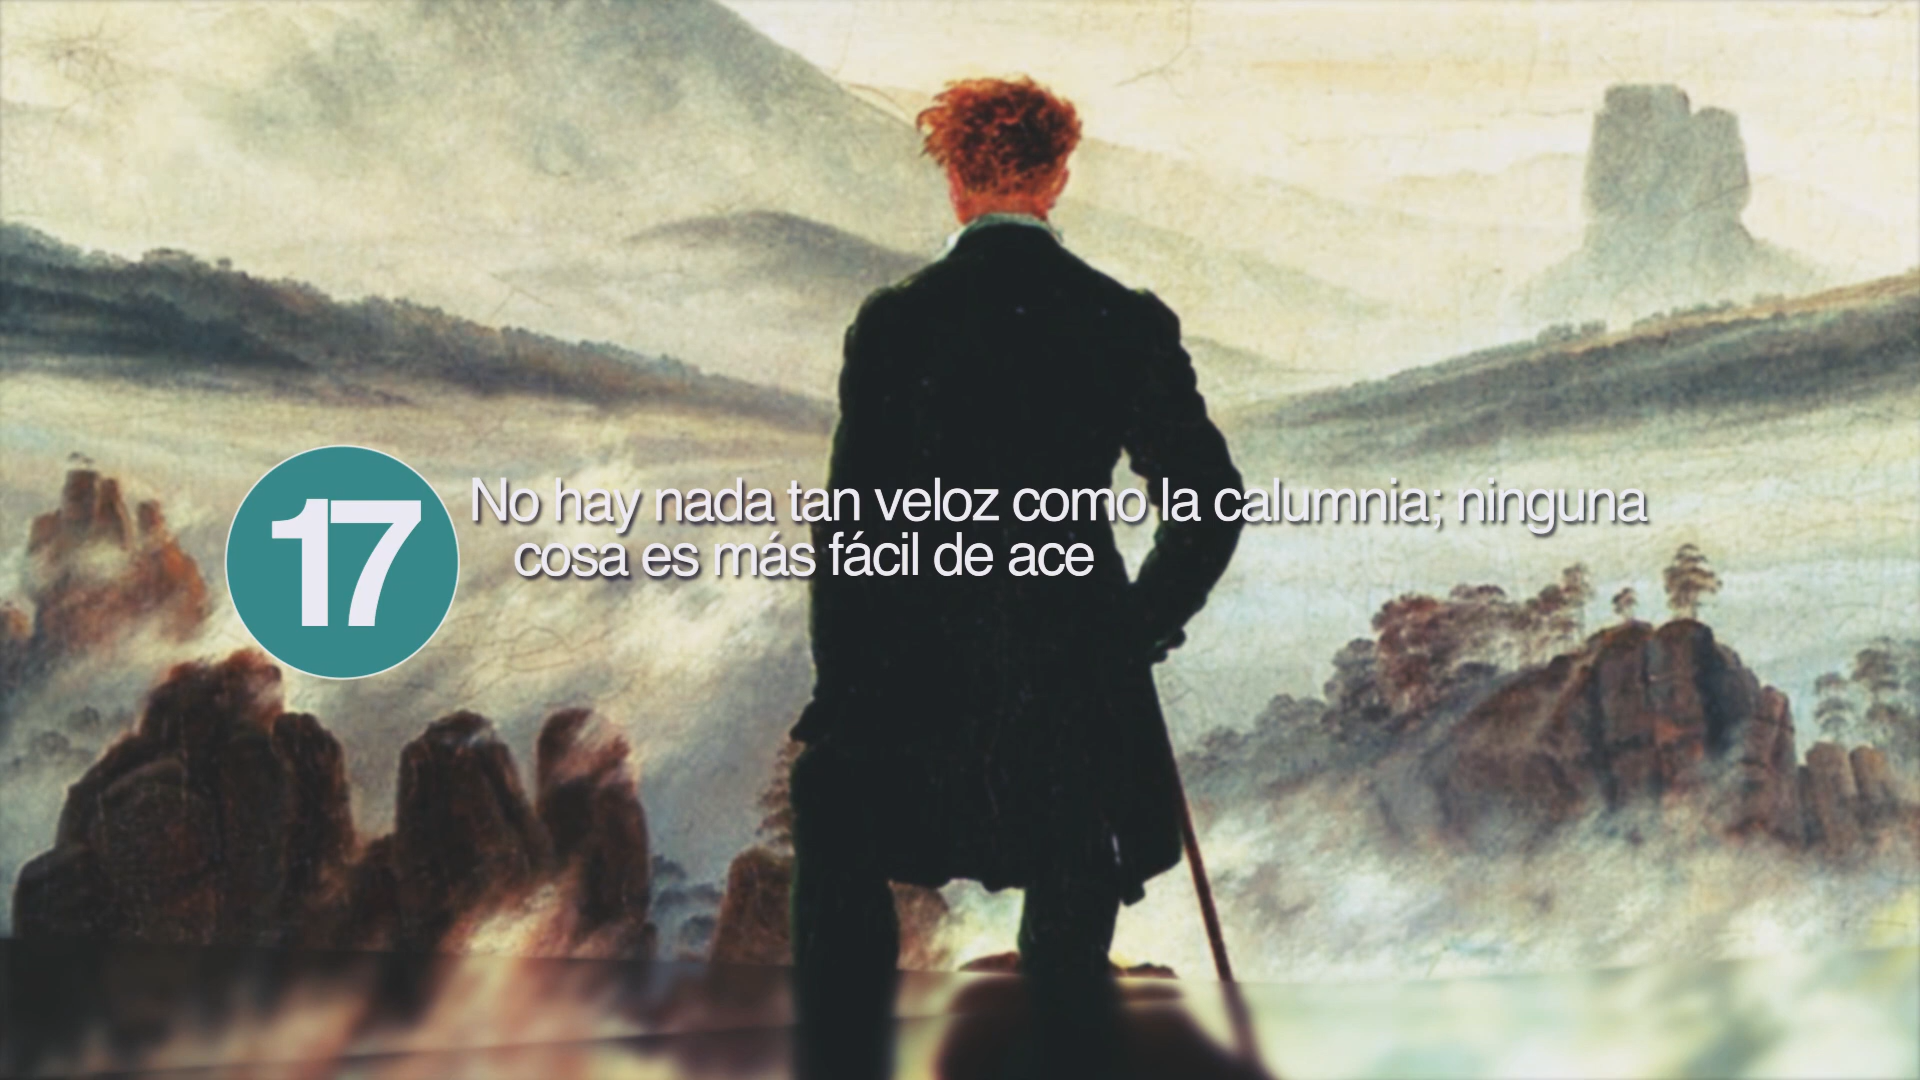 17
No hay nada tan veloz como la calumnia; ninguna
cosa es más fácil de ace